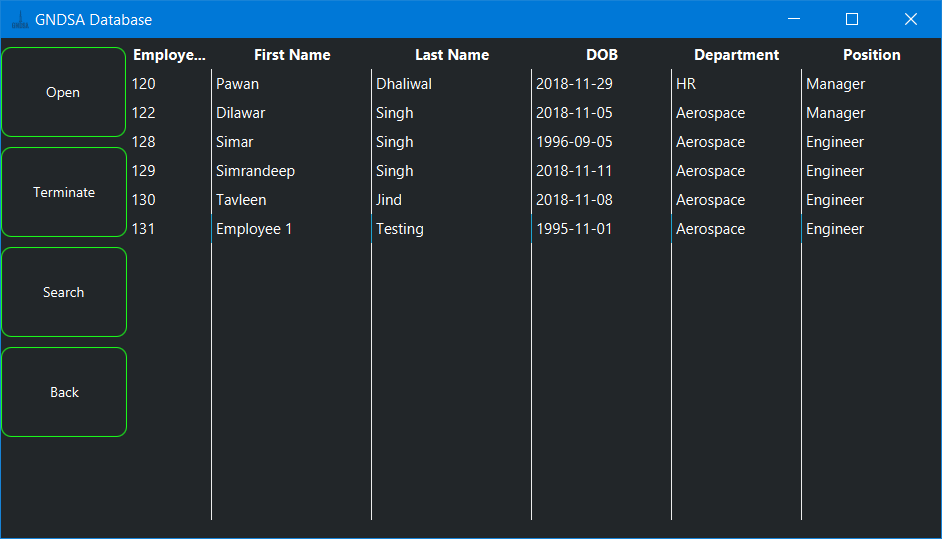 GNDSA Database
Open
Terminate
Search
Back
Employe... First Name Last Name DOB Department Position
120 Pawan Dhaliwal 2018-11-29 HR Manager
122 Dilawar Singh 2018-11-05 Aerospace Manager
128 Simar Singh 1996-09-05 Aerospace Engineer
129 Simrandeep Singh 2018-11-11 Aerospace Engineer
130 Tavleen Jind 2018-11-08 Aerospace Engineer
131 Employee 1 Testing 1995-11-01 Aerospace Engineer